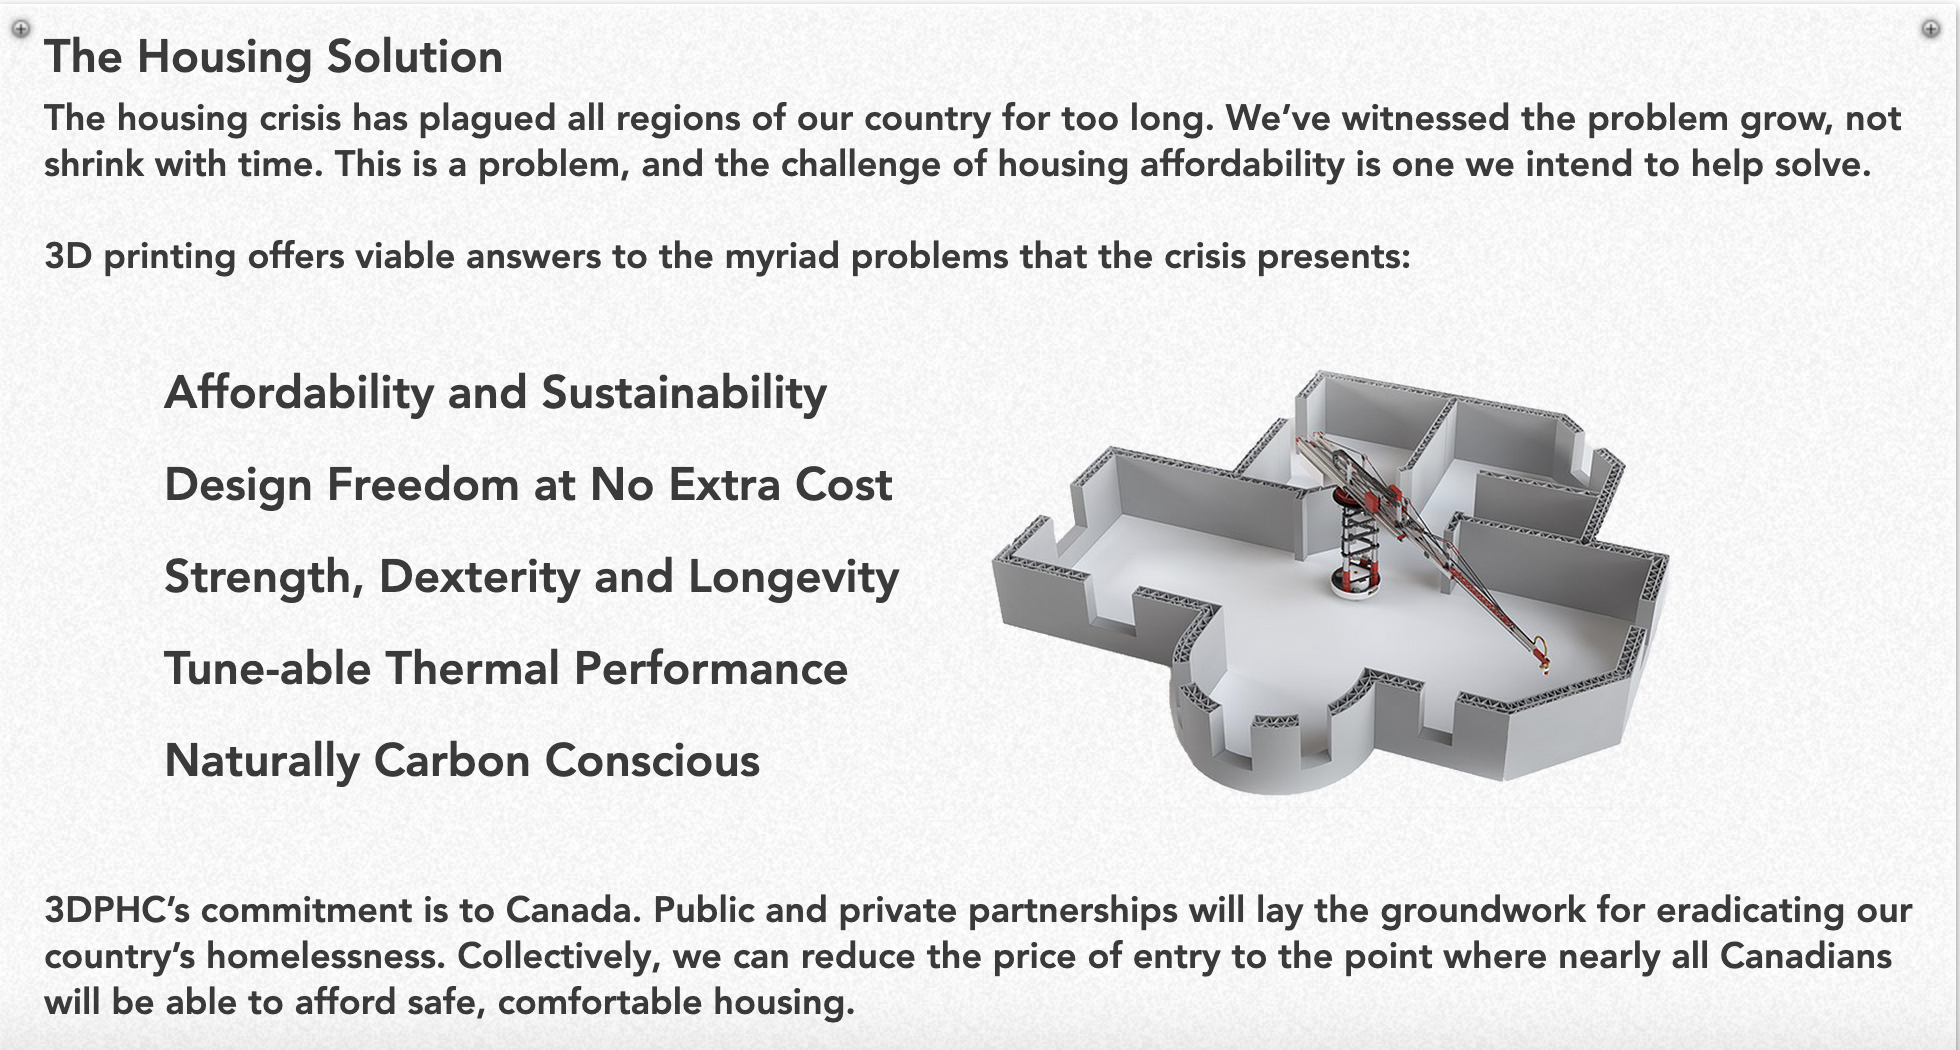 The Housing Solution
The housing crisis has plagued all regions of our country for too long. We’ve witnessed the problem grow, not
shrink with time. This is a problem, and the challenge of housing affordability is one we intend to help solve.
3D printing offers viable answers to the myriad problems that the crisis presents:
Affordability and Sustainability
Design Freedom at No Extra Cost
Strength, Dexterity and Longevity
Tune-able Thermal Performance
Naturally Carbon Conscious
3DPHC’s commitment is to Canada. Public and private partnerships will lay the groundwork for eradicating our
country’s homelessness. Collectively, we can reduce the price of entry to the point where nearly all Canadians
will be able to afford safe, comfortable housing.